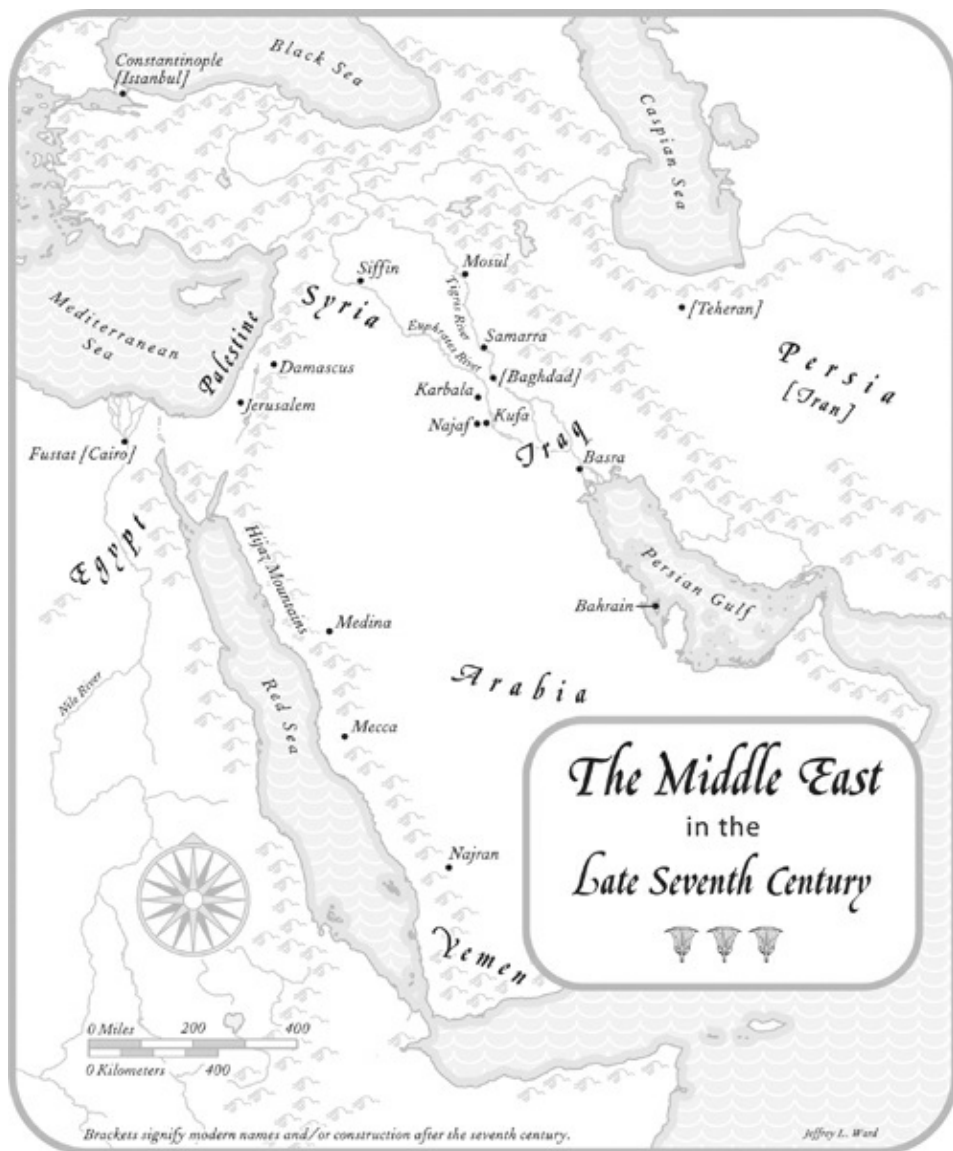 Black Sea
Constantinople
[Istanbul]
Caspian Sea
Siffin
Mosul
Syria
Tigris River
[Teheran]
Mediterranean
Sea
Palestine
Euphrates River
Samarra
Persia
[Iran]
Damascus
[Baghdad]
Karbala
Jerusalem
Najaf
Kufa
Iraq
Fustat [Cairo]
Basra
Egypt
Hijaz Mountains
Persian Gulf
Bahrain
Medina
Arabia
Nile River
Red Sea
Mecca
The Middle East
in the
Late Seventh Century
Najran
Yemen
0 Miles 200 400
0 Kilometers 400
Brackets signify modern names and/or construction after the seventh century.
Jeffrey L. Ward